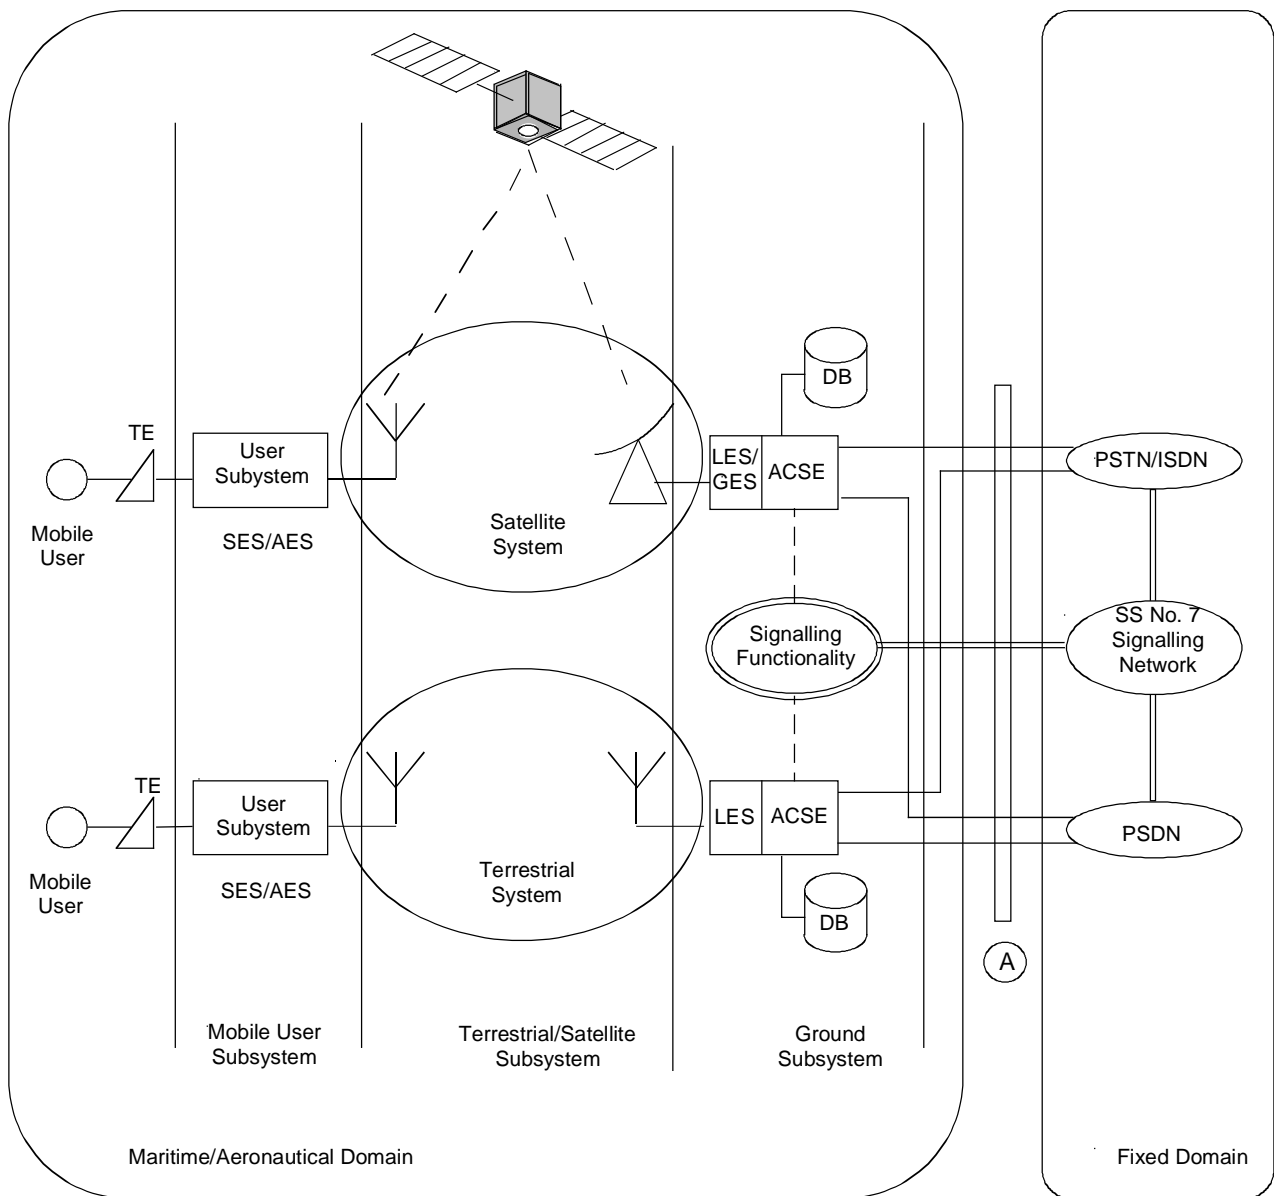 DB
TE
User
Subystem
LES/
GES
ACSE
PSTN/ISDN
Mobile
User
SES/AES
Satellite
System
Signalling
Functionality
SS No. 7
Signalling
Network
TE
User
Subystem
LES
ACSE
PSDN
Mobile
User
SES/AES
Terrestrial
System
DB
A
Mobile User
Subsystem
Terrestrial/Satellite
Subsystem
Ground
Subsystem
Maritime/Aeronautical Domain
Fixed Domain